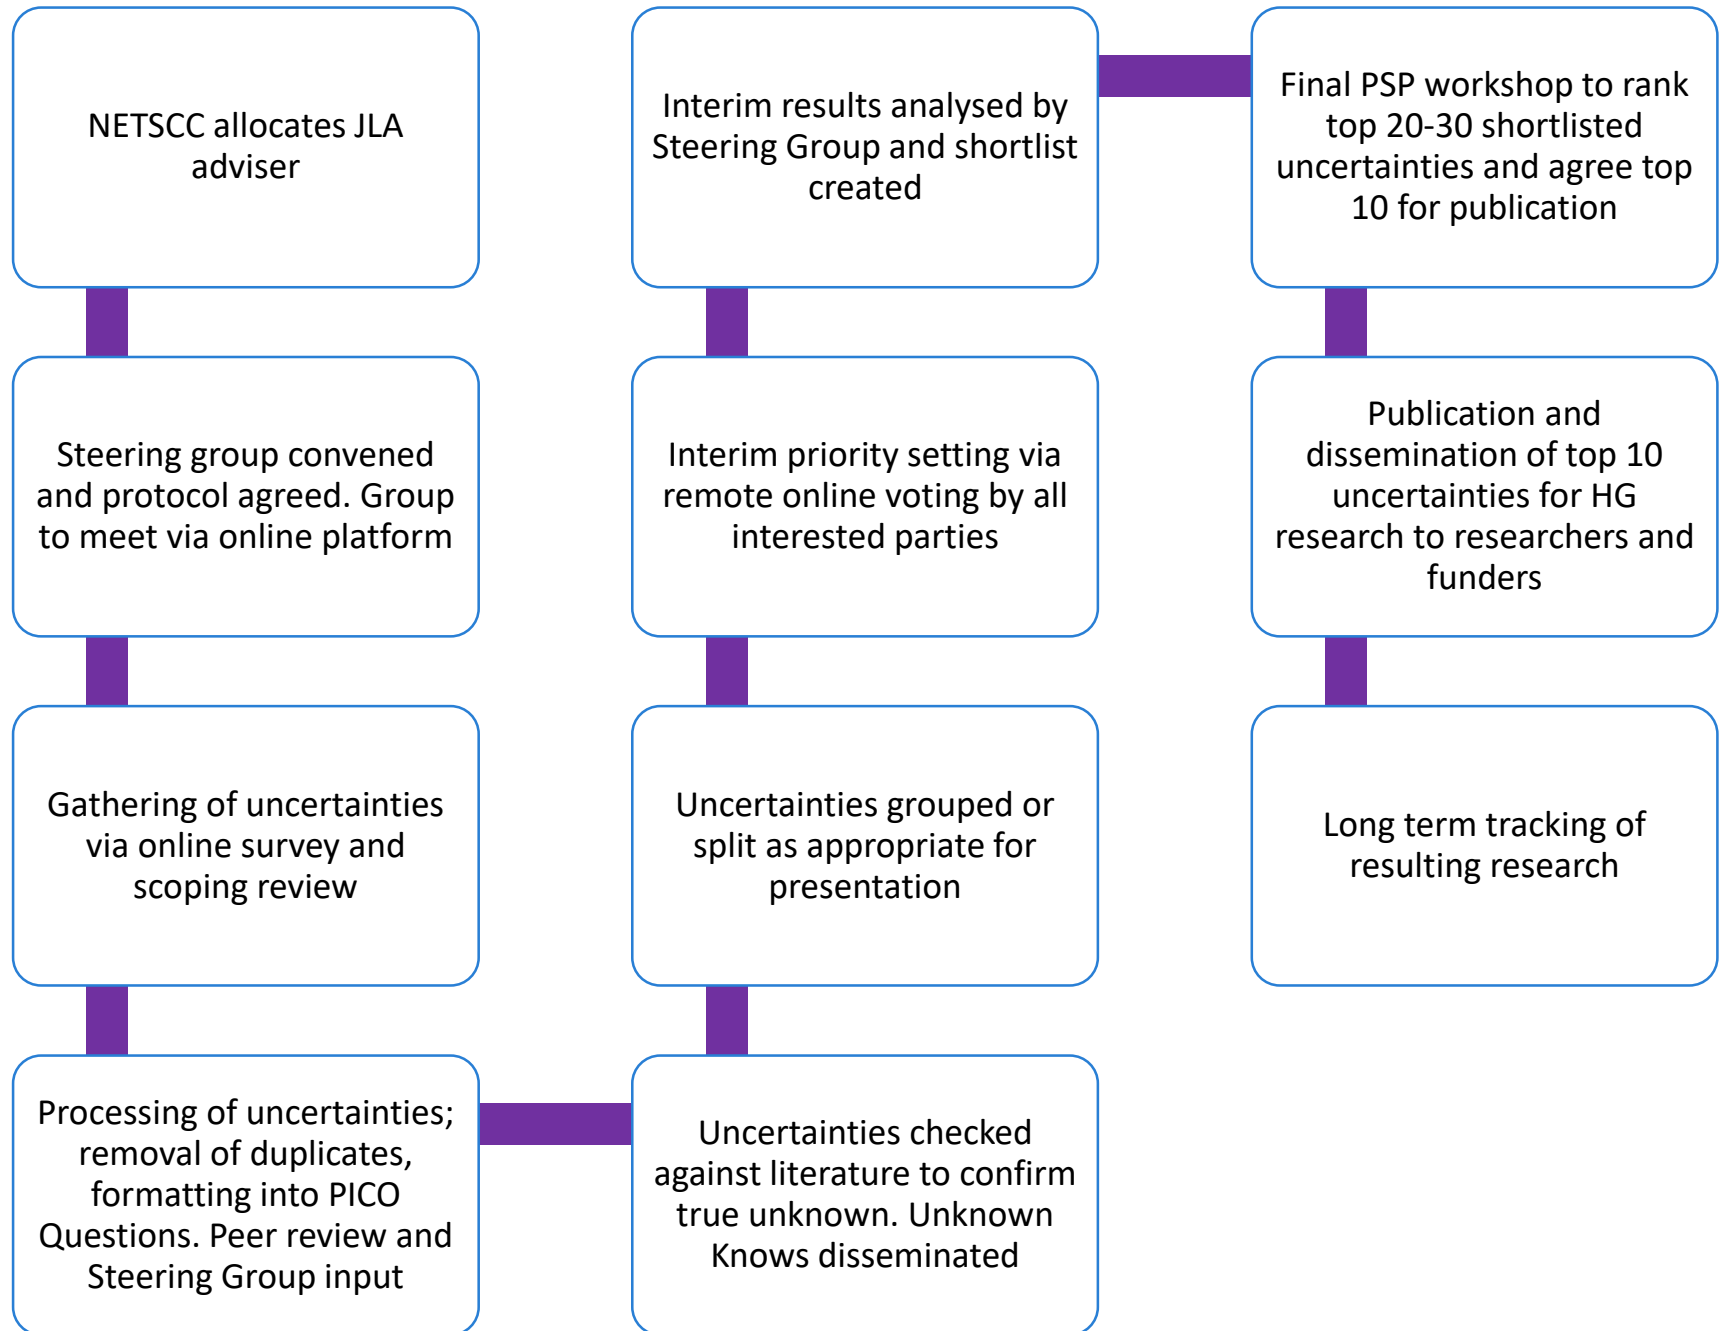 NETSCC allocates JLA
adviser
Steering group convened
and protocol agreed. Group
to meet via online platform
Gathering of uncertainties
via online survey and
scoping review
Processing of uncertainties;
removal of duplicates,
formatting into PICO
Questions. Peer review and
Steering Group input
Uncertainties checked
against literature to confirm
true unknown. Unknown
Knows disseminated
Uncertainties grouped or
split as appropriate for
presentation
Interim priority setting via
remote online voting by all
interested parties
Interim results analysed by
Steering Group and shortlist
created
Final PSP workshop to rank
top 20-30 shortlisted
uncertainties and agree top
10 for publication
Publication and
dissemination of top 10
uncertainties for HG
research to researchers and
funders
Long term tracking of
resulting research